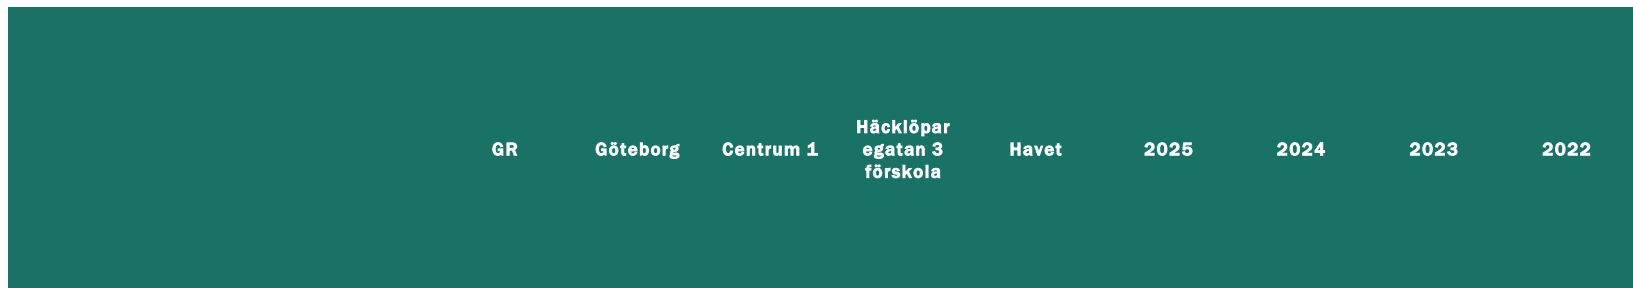 GR Göteborg Centrum 1 Häcklöpar
egatan 3
förskola Havet 2025 2024 2023 2022